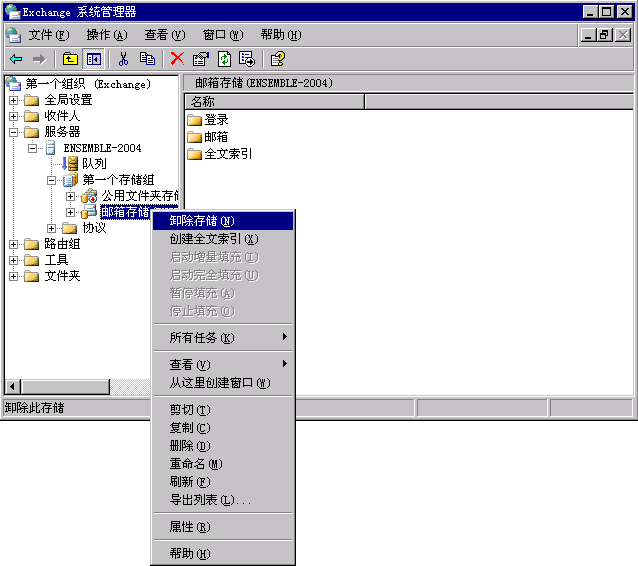 Exchange 系统管理器
文件(F) 操作(A) 查看(V) 窗口(W) 帮助(H)
第一个组织 (Exchange)
全局设置
收件人
服务器
ENSEMBLE-2004
队列
第一个存储组
公用文件夹存储
邮箱存储
协议
路由组
工具
文件夹
邮箱存储(ENSEMBLE-2004)
名称
登录
邮箱
全文索引
卸除存储(N)
创建全文索引(X)
启动增量填充(I)
启动完全填充(U)
暂停填充(A)
停止填充(O)
所有任务(K)
查看(V)
从这里创建窗口(W)
剪切(T)
复制(C)
删除(D)
重命名(M)
刷新(F)
导出列表(L)...
属性(R)
帮助(H)
卸除此存储